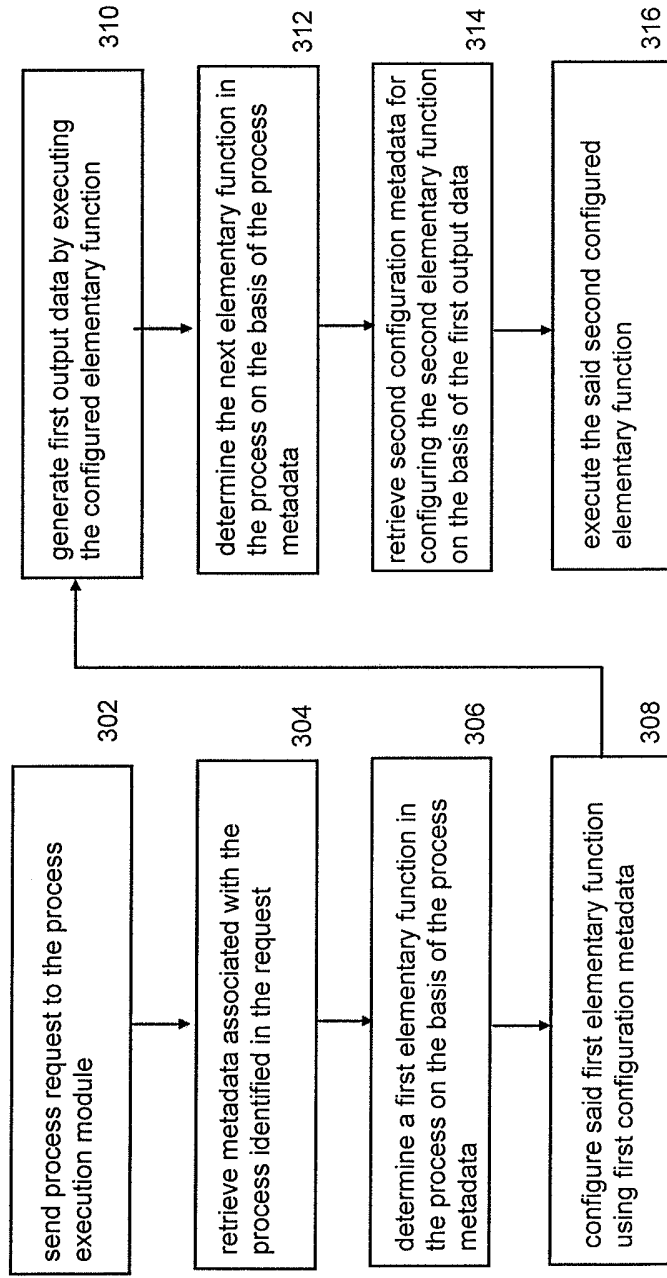 send process request to the process
execution module
302
retrieve metadata associated with the
process identified in the request
304
determine a first elementary function in
the process on the basis of the process
metadata
306
configure said first elementary function
using first configuration metadata
308
generate first output data by executing
the configured elementary function
310
determine the next elementary function in
the process on the basis of the process
metadata
312
retrieve second configuration metadata for
configuring the second elementary function
on the basis of the first output data
314
execute the said second configured
elementary function
316